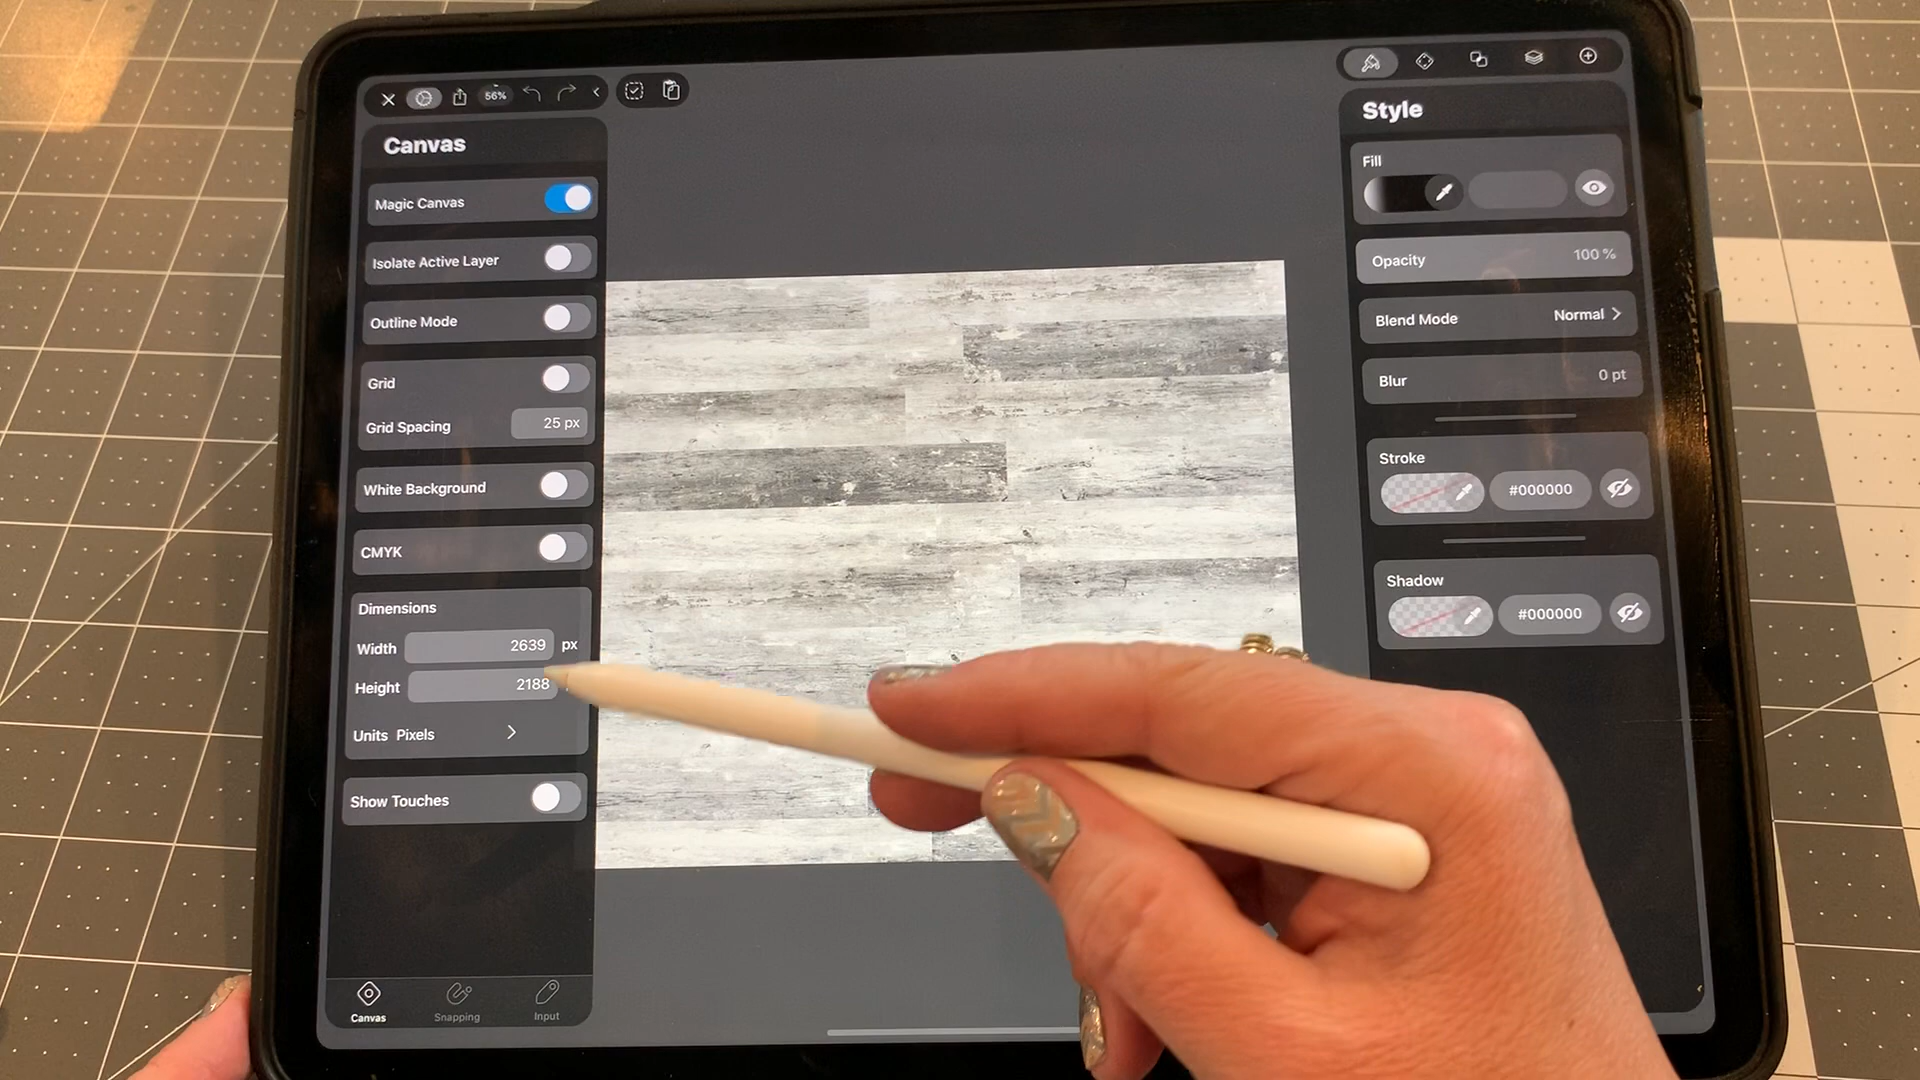 56%
Canvas
Magic Canvas
Isolate Active Layer
Outline Mode
Grid
Grid Spacing 25 px
White Background
CMYK
Dimensions
Width 2639 px
Height 2188
Units Pixels
Show Touches
Canvas Snapping Input
Style
Fill
Opacity 100 %
Blend Mode Normal
Blur 0 pt
Stroke
#000000
Shadow
#000000